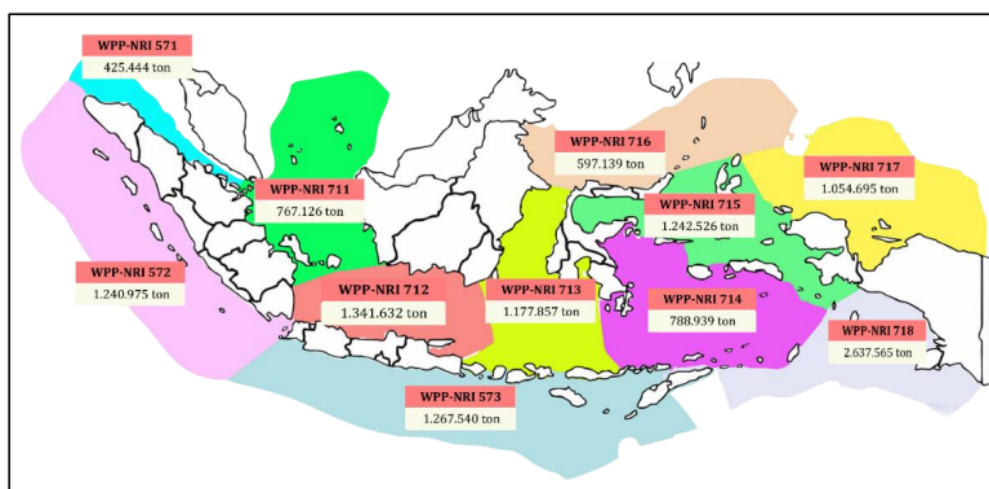 WPP-NRI 571
425.444 ton
WPP-NRI 716
597.139 ton
WPP-NRI 717
1.054.695 ton
WPP-NRI 711
767.126 ton
WPP-NRI 715
1.242.526 ton
WPP-NRI 572
1.240.975 ton
WPP-NRI 712
1.341.632 ton
WPP-NRI 713
1.177.857 ton
WPP-NRI 714
788.939 ton
WPP-NRI 718
2.637.565 ton
WPP-NRI 573
1.267.540 ton